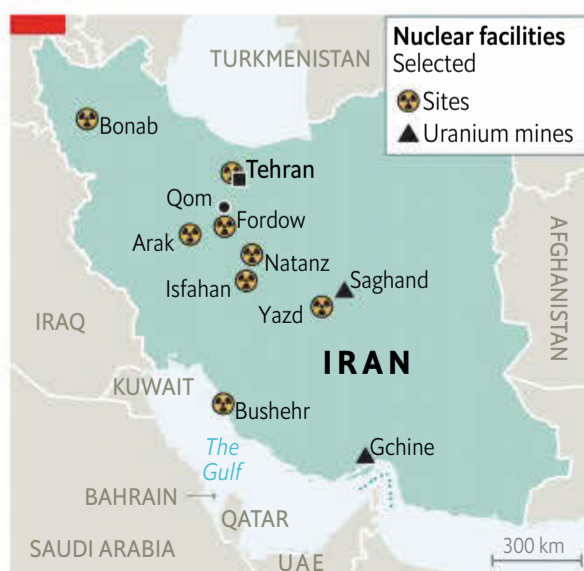 Nuclear facilities
Selected
Sites
Uranium mines
TURKMENISTAN
Bonab
Tehran
Qom
Fordow
Arak
Natanz
Isfahan
Saghand
Yazd
AFGHANISTAN
IRAQ
IRAN
KUWAIT
Bushehr
The
Gulf
Gchine
BAHRAIN
QATAR
SAUDI ARABIA
UAE
300 km